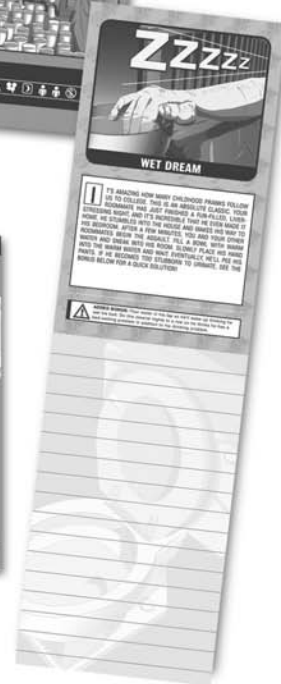 ZZZZZ
WET DREAM
IT'S AMAZING HOW MANY CHILDHOOD PRANKS FOLLOW
US TO COLLEGE. THIS IS AN ABSOLUTE CLASSIC. YOUR
ROOMMATE HAS JUST FINISHED A FUN-FILLED, LIVER-
STRESSING NIGHT, AND IT'S INCREDIBLE THAT HE EVEN MADE IT
HOME. HE STUMBLES INTO THE HOUSE AND MAKES HIS WAY TO
HIS BEDROOM. AFTER A FEW MINUTES, YOU AND YOUR OTHER
ROOMMATES BEGIN THE ASSAULT. FILL A BOWL WITH WARM
WATER AND SNEAK INTO HIS ROOM. SLOWLY PLACE HIS HAND
INTO THE WARM WATER AND WAIT. EVENTUALLY, HE'LL PEE HIS
PANTS. IF HE BECOMES TOO STUBBORN TO URINATE, SEE THE
BONUS BELOW FOR A QUICK SOLUTION!
ADDED BONUS: